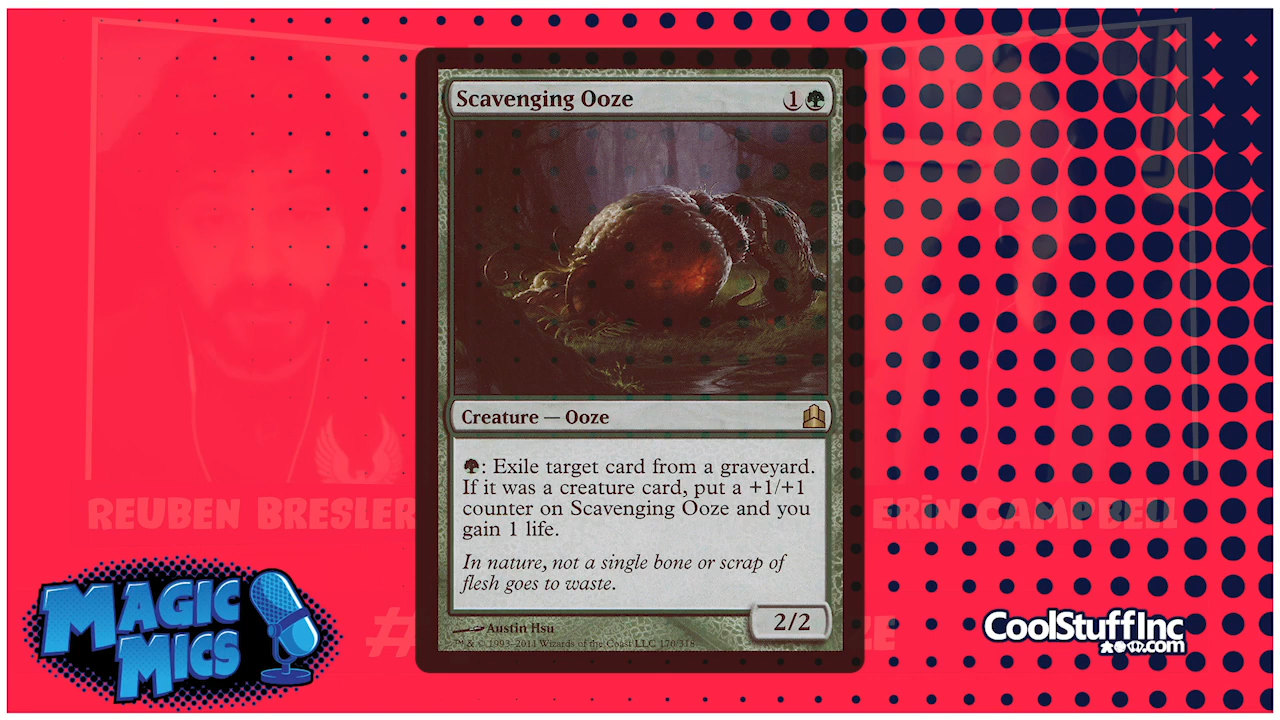 Scavenging Ooze 1
Creature — Ooze
: Exile target card from a graveyard.
If it was a creature card, put a +1/+1
counter on Scavenging Ooze and you
gain 1 life.
In nature, not a single bone or scrap of
flesh goes to waste.
2/2
Austin Hsu
™ & © 1993–2011 Wizards of the Coast LLC 170/318
REUBEN BRESLER
ERIN CAMPBELL
MAGIC
MICS
CoolStuffInc
.com